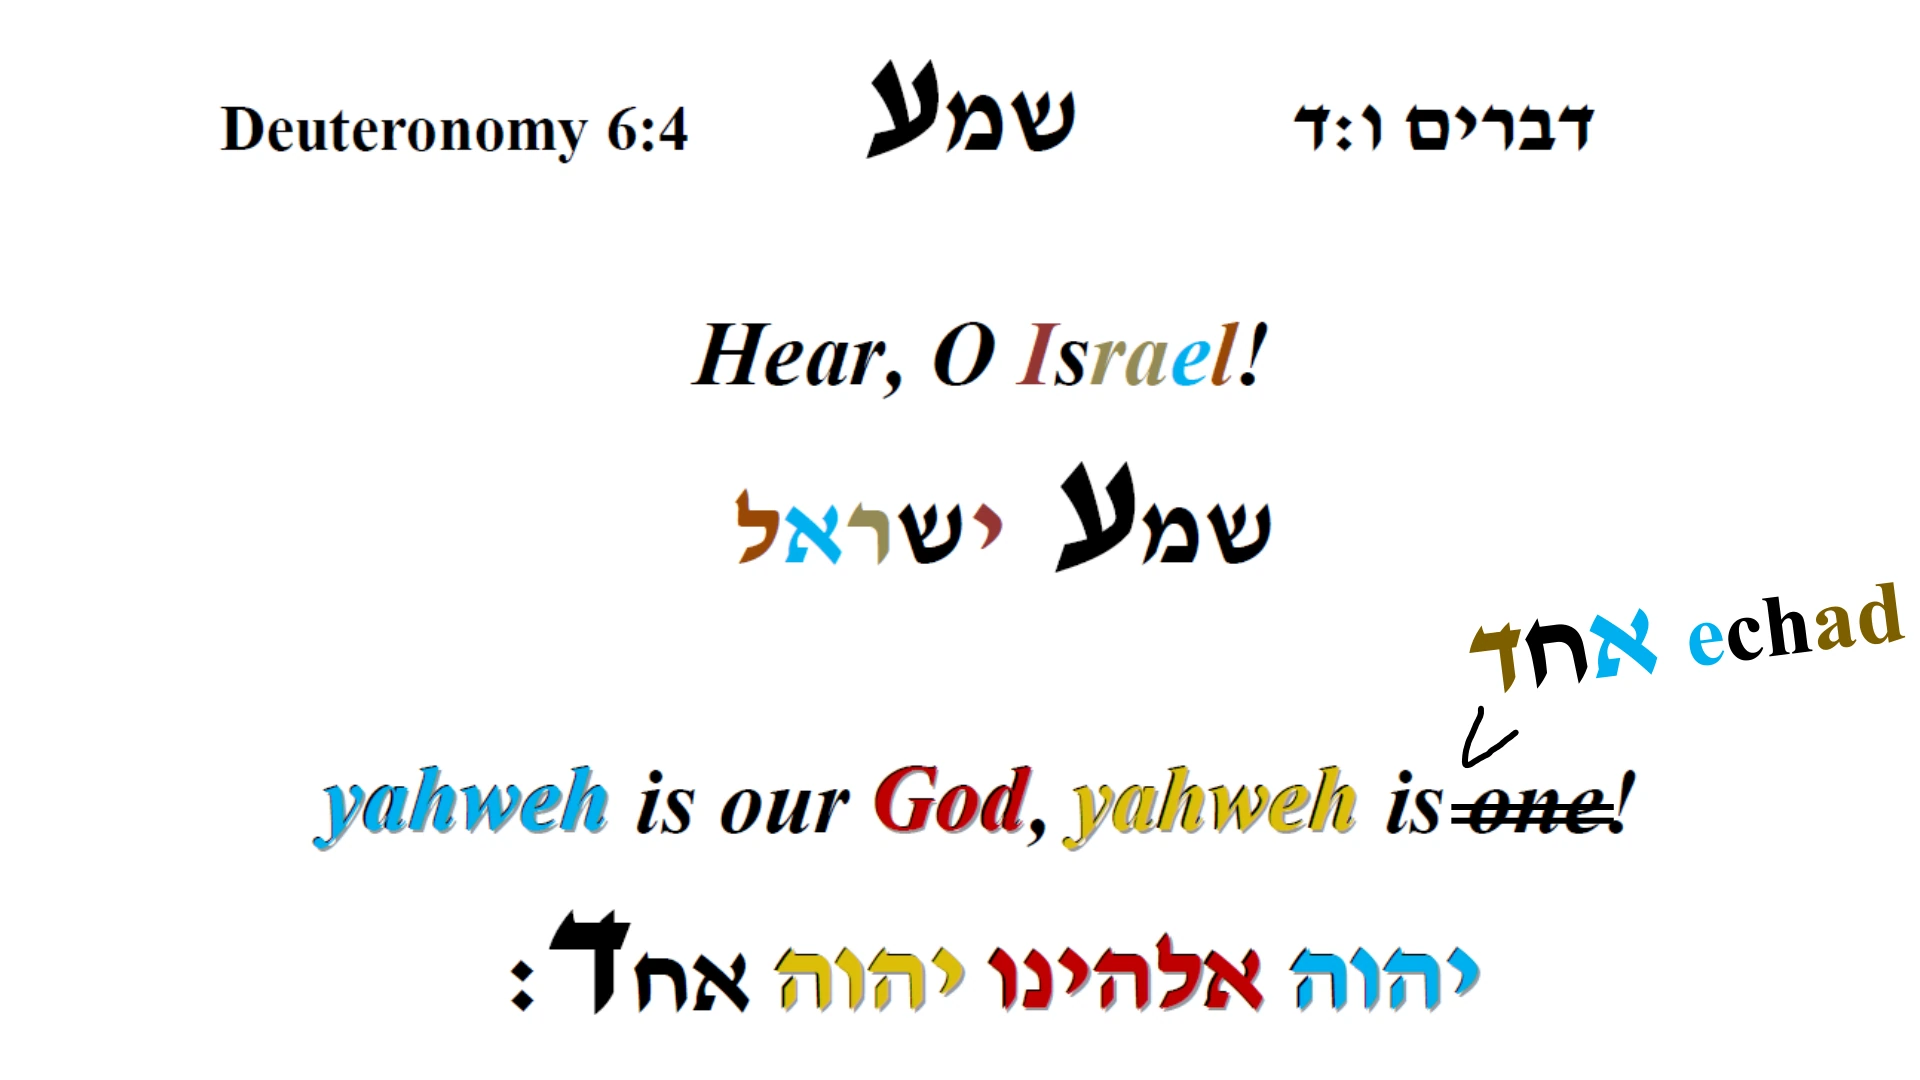 Deuteronomy 6:4 שמע דברים ו:ד
Hear, O Israel!
שמע ישראל
אחד echad
yahweh is our God, yahweh is one!
יהוה אלהינו יהוה אחד: